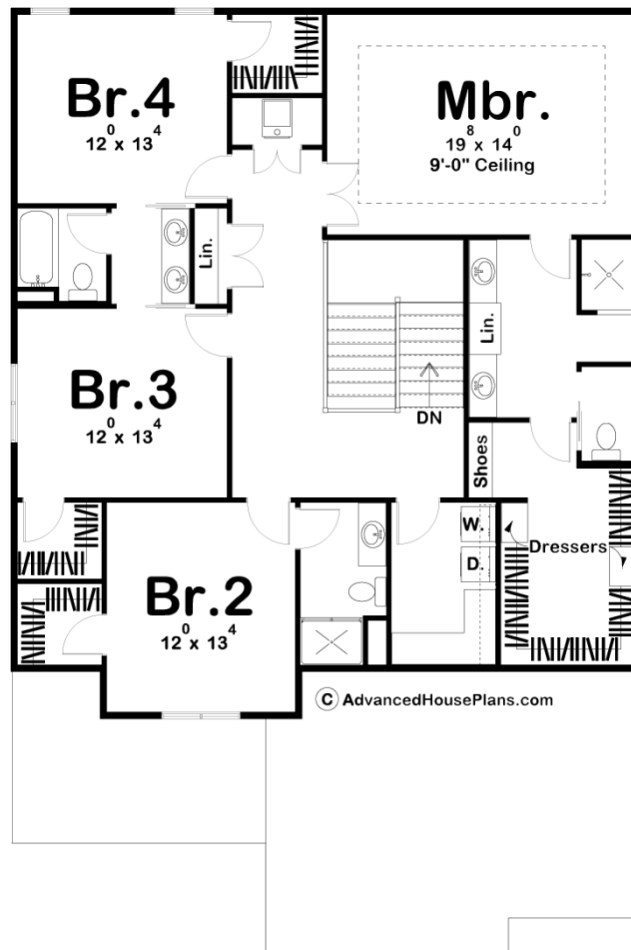 Br.4
12⁰ x 13⁴
Mbr.
19⁸ x 14⁰
9'-0" Ceiling
Lin.
Lin.
Br.3
12⁰ x 13⁴
DN
Shoes
W.
D.
Dressers
Br.2
12⁰ x 13⁴
© AdvancedHousePlans.com